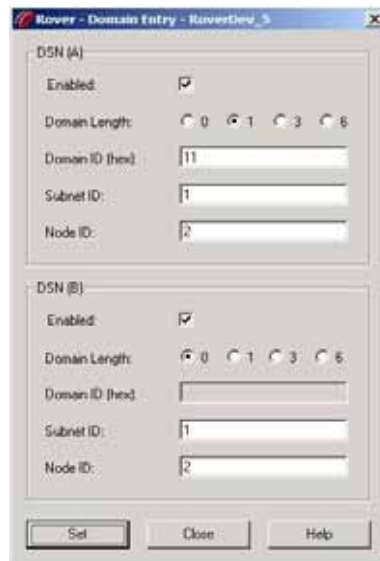 Rover - Domain Entry - RoverDev_5
DSN (A)
Enabled:
Domain Length: 0 1 3 6
Domain ID (hex): 11
Subnet ID: 1
Node ID: 2
DSN (B)
Enabled:
Domain Length: 0 1 3 6
Domain ID (hex):
Subnet ID: 1
Node ID: 2
Set Close Help